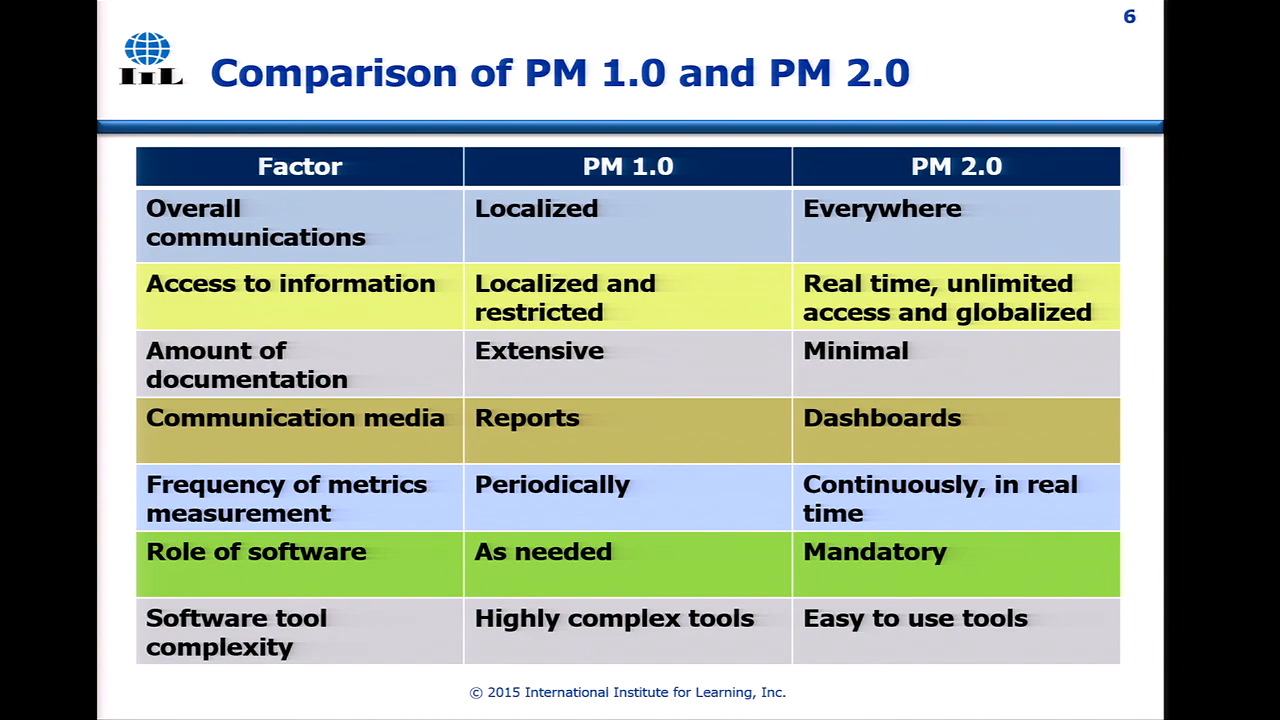 6
IIL
Comparison of PM 1.0 and PM 2.0
Factor PM 1.0 PM 2.0
Overall communications Localized Everywhere
Access to information Localized and restricted Real time, unlimited access and globalized
Amount of documentation Extensive Minimal
Communication media Reports Dashboards
Frequency of metrics measurement Periodically Continuously, in real time
Role of software As needed Mandatory
Software tool complexity Highly complex tools Easy to use tools
© 2015 International Institute for Learning, Inc.